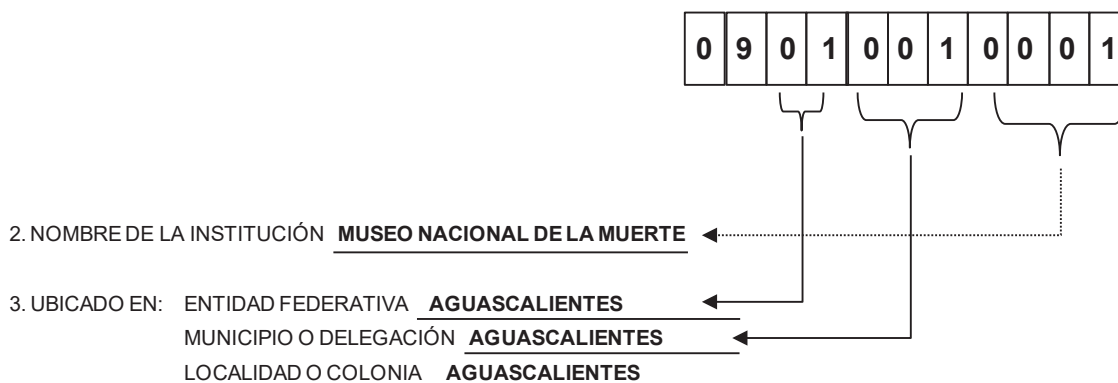 0 9 0 1 0 0 1 0 0 0 1
2. NOMBRE DE LA INSTITUCIÓN MUSEO NACIONAL DE LA MUERTE
3. UBICADO EN: ENTIDAD FEDERATIVA AGUASCALIENTES
MUNICIPIO O DELEGACIÓN AGUASCALIENTES
LOCALIDAD O COLONIA AGUASCALIENTES